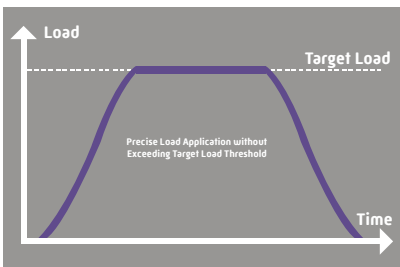 Load
Target Load
Precise Load Application without
Exceeding Target Load Threshold
Time